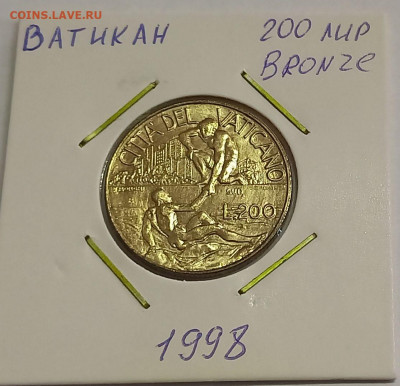 COINS.LAVE.RU
ВАТИКАН
200 ЛИР
BRONZE
CITTA' DEL VATICANO
L.200
1998